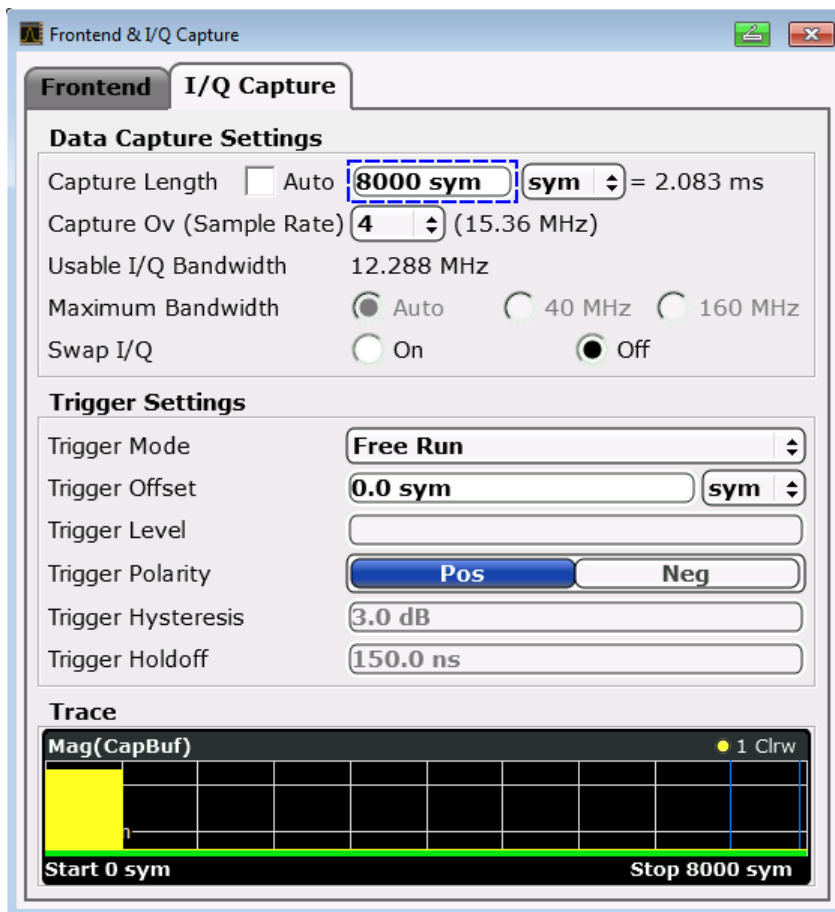 Frontend & I/Q Capture
Frontend I/Q Capture
Data Capture Settings
Capture Length Auto 8000 sym sym = 2.083 ms
Capture Ov (Sample Rate) 4 (15.36 MHz)
Usable I/Q Bandwidth 12.288 MHz
Maximum Bandwidth Auto 40 MHz 160 MHz
Swap I/Q On Off
Trigger Settings
Trigger Mode Free Run
Trigger Offset 0.0 sym sym
Trigger Level
Trigger Polarity Pos Neg
Trigger Hysteresis 3.0 dB
Trigger Holdoff 150.0 ns
Trace
Mag(CapBuf) 1 Clrw
Start 0 sym Stop 8000 sym